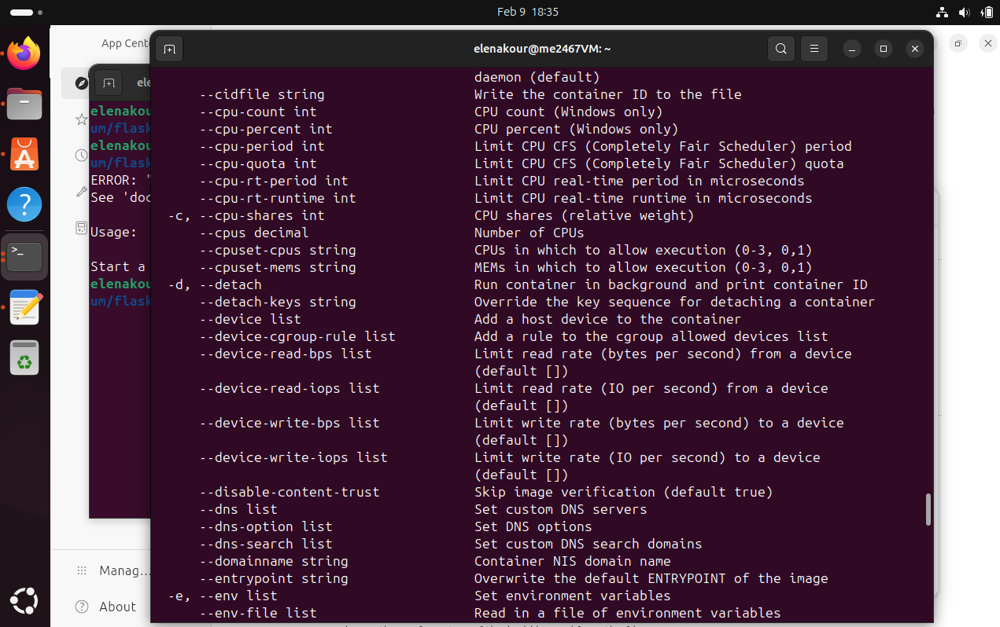 Feb 9 18:35
App Cent
elenakour@me2467VM: ~
ele
elenakou
um/flask
elenakou
um/flask
ERROR: "
See 'doc
Usage:
Start a
elenakou
um/flask
daemon (default)
--cidfile string Write the container ID to the file
--cpu-count int CPU count (Windows only)
--cpu-percent int CPU percent (Windows only)
--cpu-period int Limit CPU CFS (Completely Fair Scheduler) period
--cpu-quota int Limit CPU CFS (Completely Fair Scheduler) quota
--cpu-rt-period int Limit CPU real-time period in microseconds
--cpu-rt-runtime int Limit CPU real-time runtime in microseconds
-c, --cpu-shares int CPU shares (relative weight)
--cpus decimal Number of CPUs
--cpuset-cpus string CPUs in which to allow execution (0-3, 0,1)
--cpuset-mems string MEMs in which to allow execution (0-3, 0,1)
-d, --detach Run container in background and print container ID
--detach-keys string Override the key sequence for detaching a container
--device list Add a host device to the container
--device-cgroup-rule list Add a rule to the cgroup allowed devices list
--device-read-bps list Limit read rate (bytes per second) from a device
(default [])
--device-read-iops list Limit read rate (IO per second) from a device
(default [])
--device-write-bps list Limit write rate (bytes per second) to a device
(default [])
--device-write-iops list Limit write rate (IO per second) to a device
(default [])
--disable-content-trust Skip image verification (default true)
--dns list Set custom DNS servers
--dns-option list Set DNS options
--dns-search list Set custom DNS search domains
--domainname string Container NIS domain name
--entrypoint string Overwrite the default ENTRYPOINT of the image
-e, --env list Set environment variables
--env-file list Read in a file of environment variables
Manag...
About